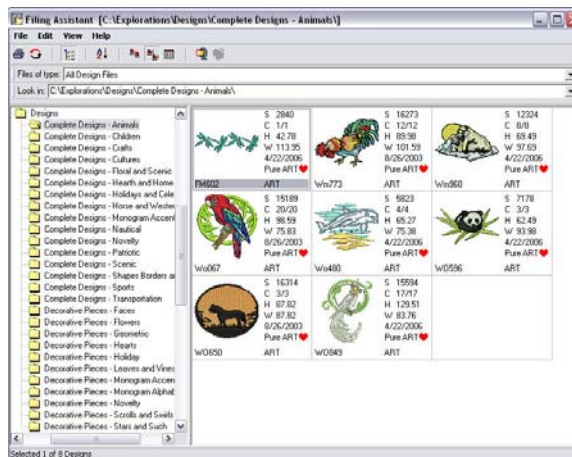 Filing Assistant [C:\Explorations\Designs\Complete Designs - Animals\]
File Edit View Help
Files of type: All Design Files
Look in: C:\Explorations\Designs\Complete Designs - Animals\
Designs
Complete Designs - Animals
Complete Designs - Children
Complete Designs - Crafts
Complete Designs - Cultures
Complete Designs - Floral and Scenic
Complete Designs - Hearth and Home
Complete Designs - Holidays and Cele
Complete Designs - Horse and Wester
Complete Designs - Monogram Accent
Complete Designs - Nautical
Complete Designs - Novelty
Complete Designs - Patriotic
Complete Designs - Scenic
Complete Designs - Shapes Borders ar
Complete Designs - Sports
Complete Designs - Transportation
Decorative Pieces - Faces
Decorative Pieces - Flowers
Decorative Pieces - Geometric
Decorative Pieces - Hearts
Decorative Pieces - Holiday
Decorative Pieces - Leaves and Vines
Decorative Pieces - Monogram Accen
Decorative Pieces - Monogram Alphab
Decorative Pieces - Novelty
Decorative Pieces - Scrolls and Swirls
Decorative Pieces - Stars and Such
S 2840
C 1/1
H 42.78
W 113.95
4/22/2006
Pure ART
FM602 ART
S 16273
C 12/12
H 89.98
W 101.59
8/26/2003
Pure ART
Wm773 ART
S 12324
C 8/8
H 69.49
W 97.69
4/22/2006
Pure ART
Wm960 ART
S 15189
C 20/20
H 98.59
W 75.83
8/26/2003
Pure ART
Wo067 ART
S 5823
C 4/4
H 65.27
W 75.38
4/22/2006
Pure ART
Wo480 ART
S 7178
C 3/3
H 62.49
W 93.98
4/22/2006
Pure ART
WO596 ART
S 16314
C 3/3
H 87.82
W 87.82
8/26/2003
Pure ART
WO650 ART
S 15594
C 17/17
H 129.51
W 83.76
4/22/2006
Pure ART
WO849 ART
Selected 1 of 8 Designs